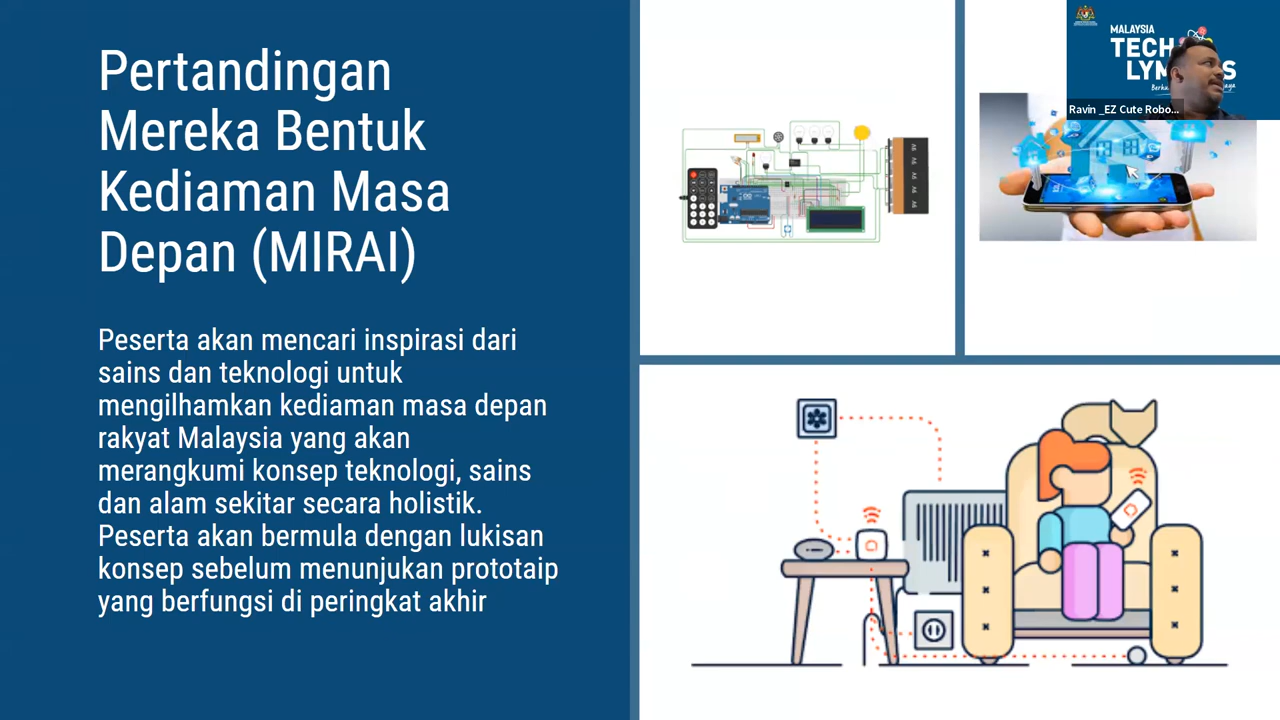 Pertandingan
Mereka Bentuk
Kediaman Masa
Depan (MIRAI)
Peserta akan mencari inspirasi dari
sains dan teknologi untuk
mengilhamkan kediaman masa depan
rakyat Malaysia yang akan
merangkumi konsep teknologi, sains
dan alam sekitar secara holistik.
Peserta akan bermula dengan lukisan
konsep sebelum menunjukan prototaip
yang berfungsi di peringkat akhir
MALAYSIA
TECH
Ravin _EZ Cute Robo...